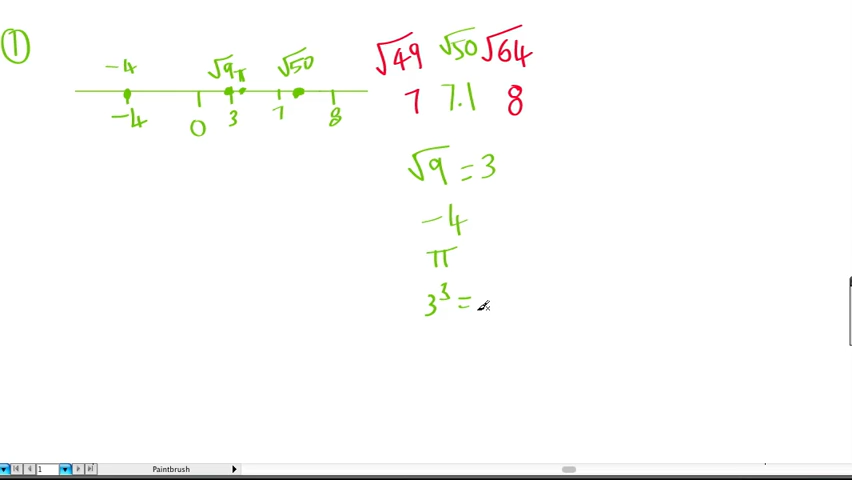 ①
-4 √9 π √50
-4 0 3 7 8
√49 √50 √64
7 7.1 8
√9 = 3
-4
π
3³ =
1
Paintbrush